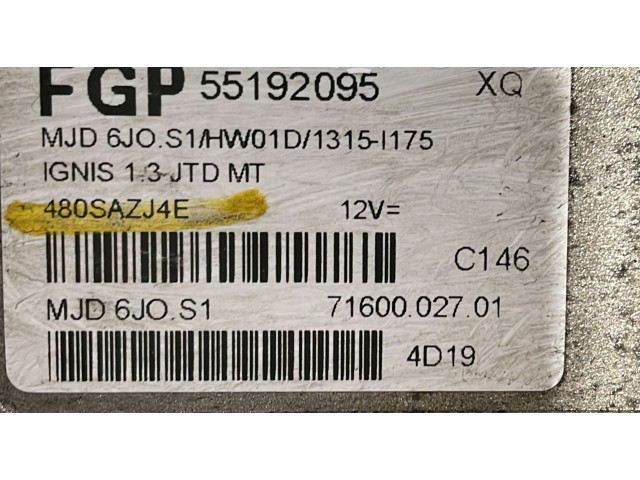 FGP 55192095 XQ
MJD 6JO.S1/HW01D/1315-I175
IGNIS 1.3 JTD MT
480SAZJ4E 12V=
C146
MJD 6JO.S1 71600.027.01
4D19